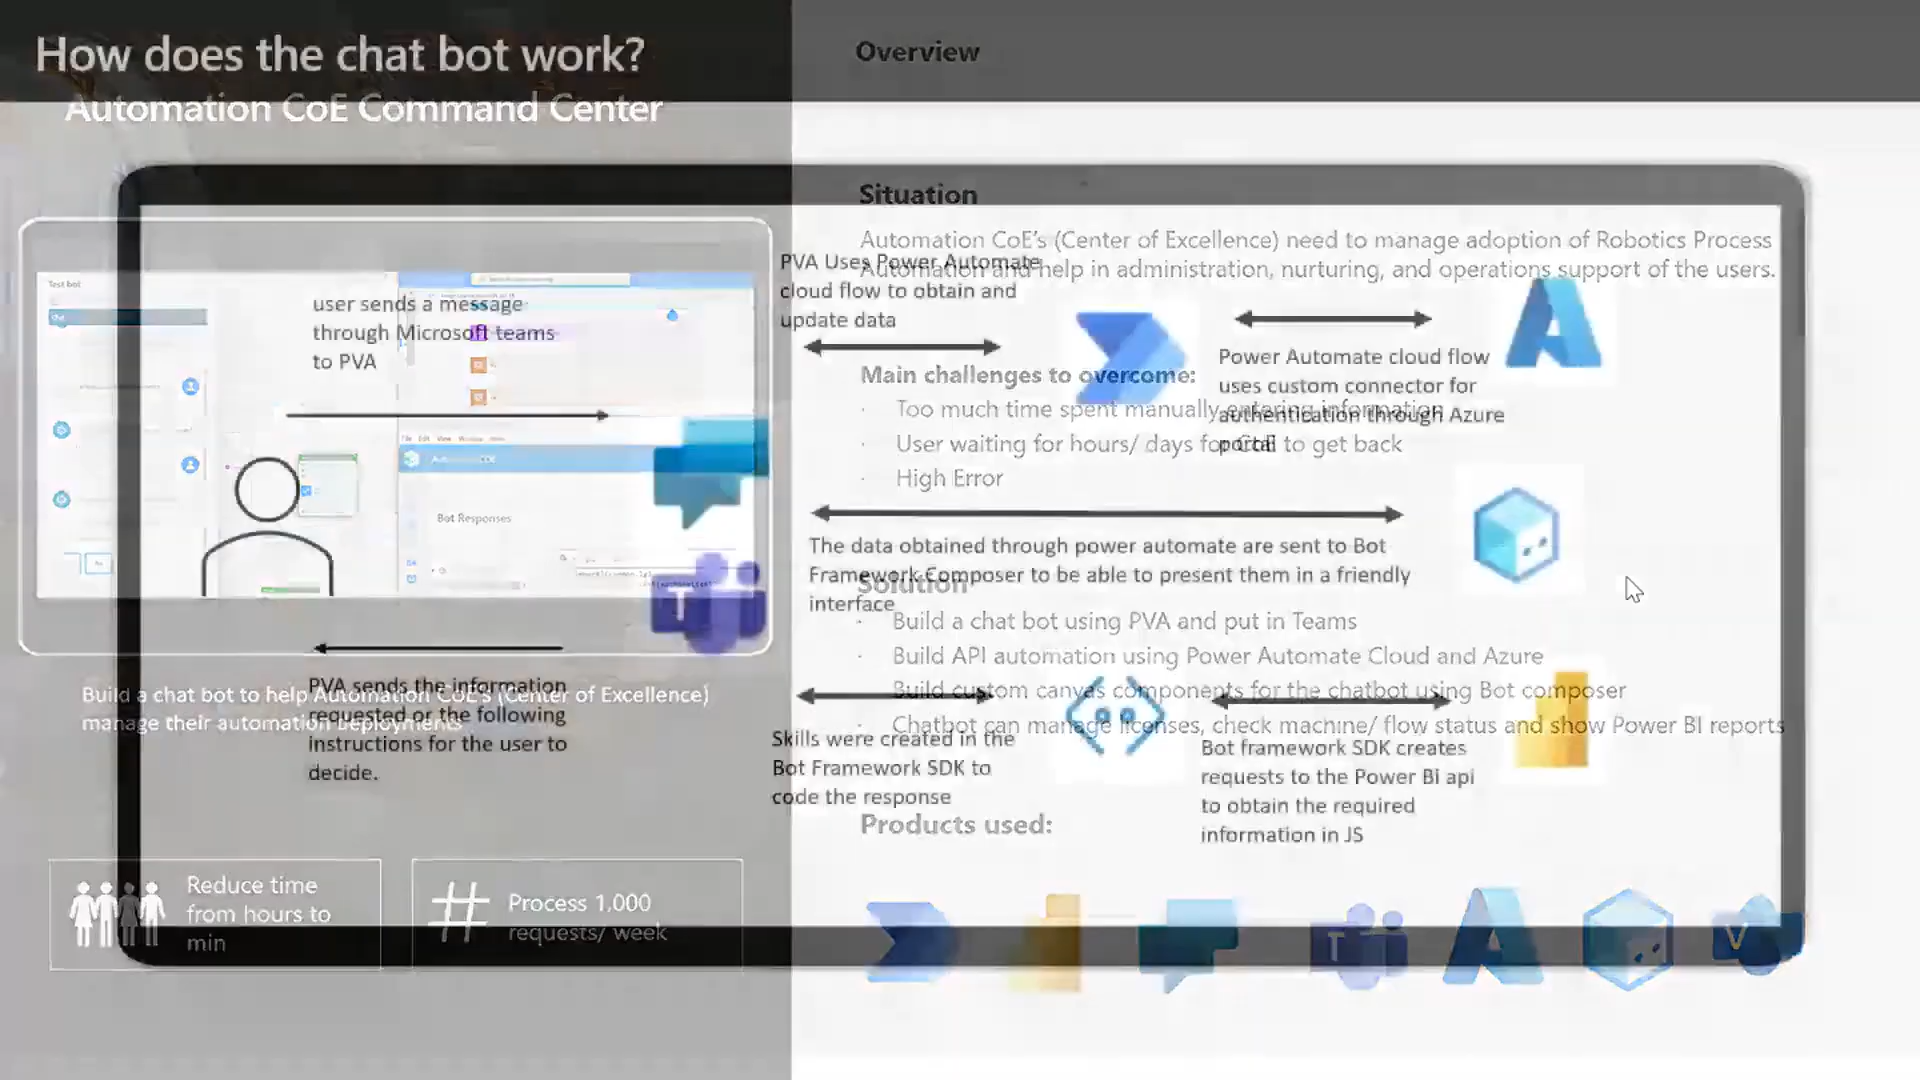 How does the chat bot work?
Automation CoE Command Center
Test bot
user sends a message
through Microsoft teams
to PVA
Bot Responses
PVA sends the information
requested or the following
instructions for the user to
decide.
Build a chat bot to help Automation CoE's (Center of Excellence)
manage their automation deployments
Reduce time
from hours to
min
Process 1,000
requests/ week
Overview
Situation
Automation CoE's (Center of Excellence) need to manage adoption of Robotics Process
Automation and help in administration, nurturing, and operations support of the users.
PVA Uses Power Automate
cloud flow to obtain and
update data
Power Automate cloud flow
uses custom connector for
authentication through Azure
portal
Main challenges to overcome:
· Too much time spent manually entering information
· User waiting for hours/ days for CoE to get back
· High Error
The data obtained through power automate are sent to Bot
Framework Composer to be able to present them in a friendly
interface
Solution
· Build a chat bot using PVA and put in Teams
· Build API automation using Power Automate Cloud and Azure
· Build custom canvas components for the chatbot using Bot composer
· Chatbot can manage licenses, check machine/ flow status and show Power BI reports
Skills were created in the
Bot Framework SDK to
code the response
Bot framework SDK creates
requests to the Power Bi api
to obtain the required
information in JS
Products used:
T
T
V